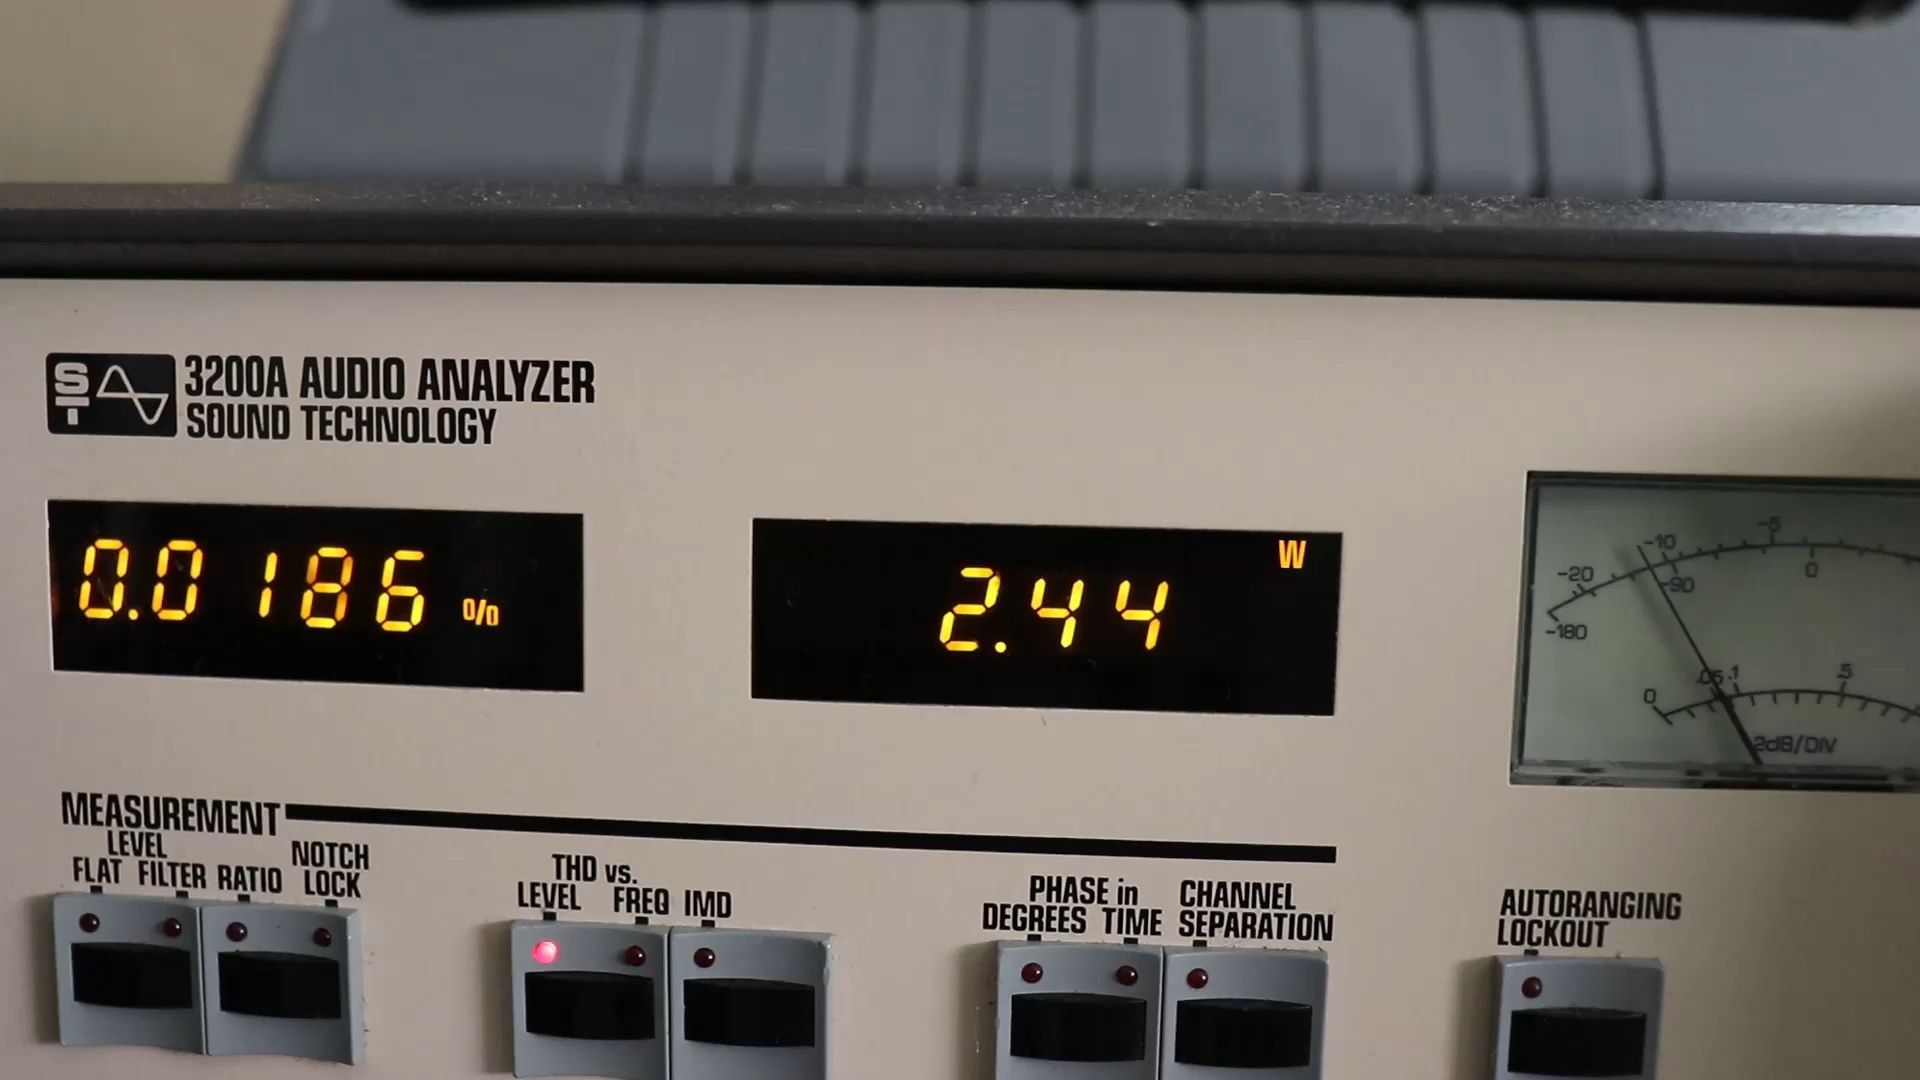 ST 3200A AUDIO ANALYZER
SOUND TECHNOLOGY
0.0186 %
2.44 W
-20 -10 -5
-180 -90 0
0 .05 .1 .5
2dB/DIV
MEASUREMENT
LEVEL
FLAT FILTER RATIO NOTCH LOCK
THD vs.
LEVEL FREQ IMD
PHASE in
DEGREES TIME
CHANNEL
SEPARATION
AUTORANGING
LOCKOUT